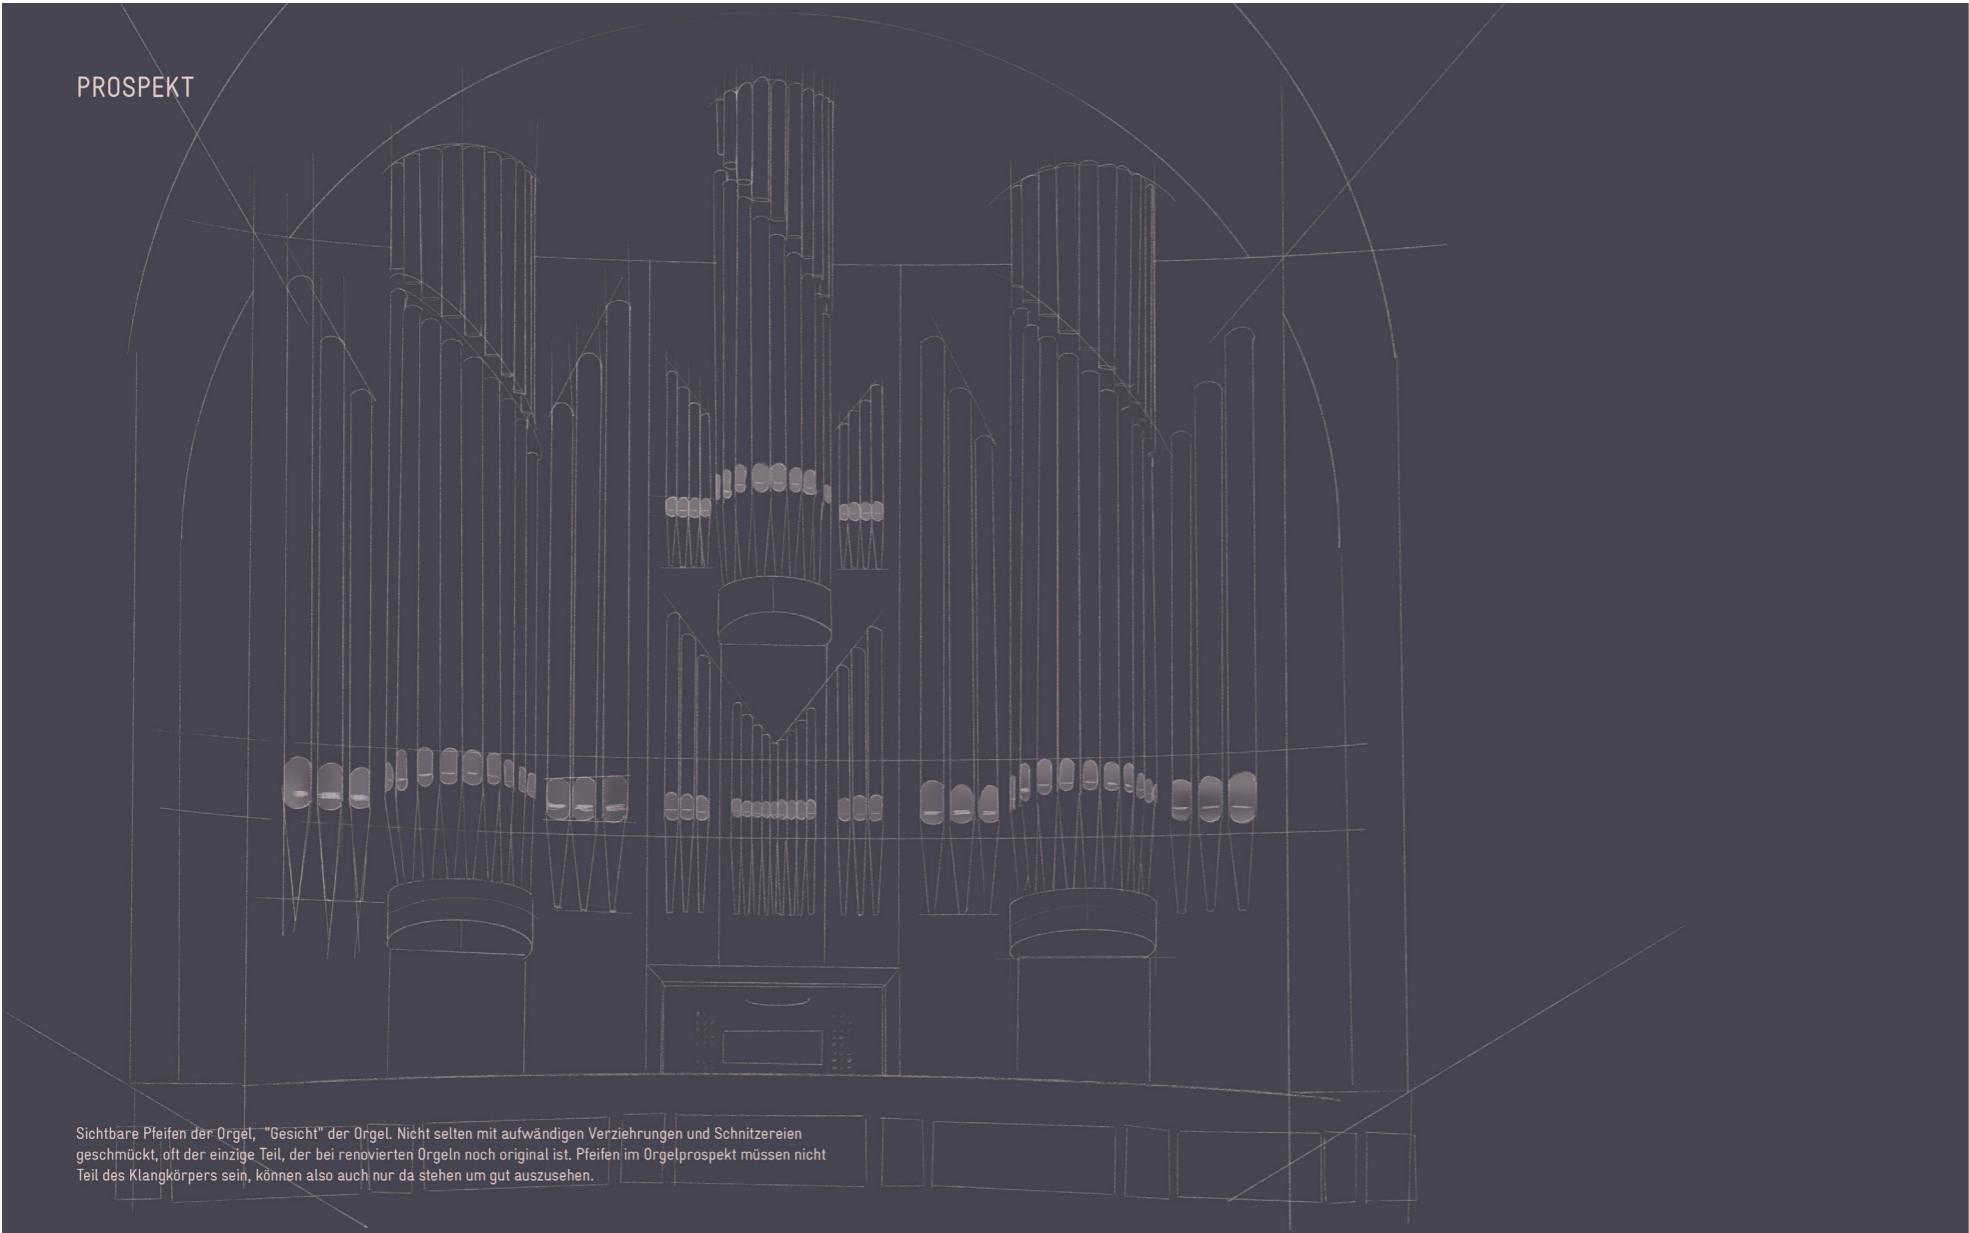 PROSPEKT
Sichtbare Pfeifen der Orgel, "Gesicht" der Orgel. Nicht selten mit aufwändigen Verziehrungen und Schnitzereien
geschmückt, oft der einzige Teil, der bei renovierten Orgeln noch original ist. Pfeifen im Orgelprospekt müssen nicht
Teil des Klangkörpers sein, können also auch nur da stehen um gut auszusehen.